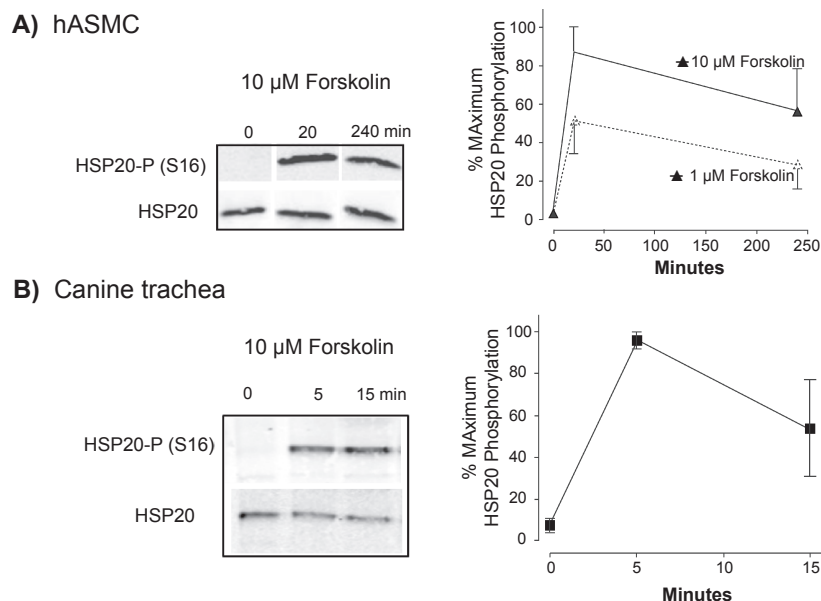 A) hASMC
10 µM Forskolin
0 20 240 min
HSP20-P (S16)
HSP20
% MAximum
HSP20 Phosphorylation
100
80
60
40
20
0
10 µM Forskolin
1 µM Forskolin
0 50 100 150 200 250
Minutes
B) Canine trachea
10 µM Forskolin
0 5 15 min
HSP20-P (S16)
HSP20
% MAximum
HSP20 Phosphorylation
100
80
60
40
20
0
0 5 10 15
Minutes